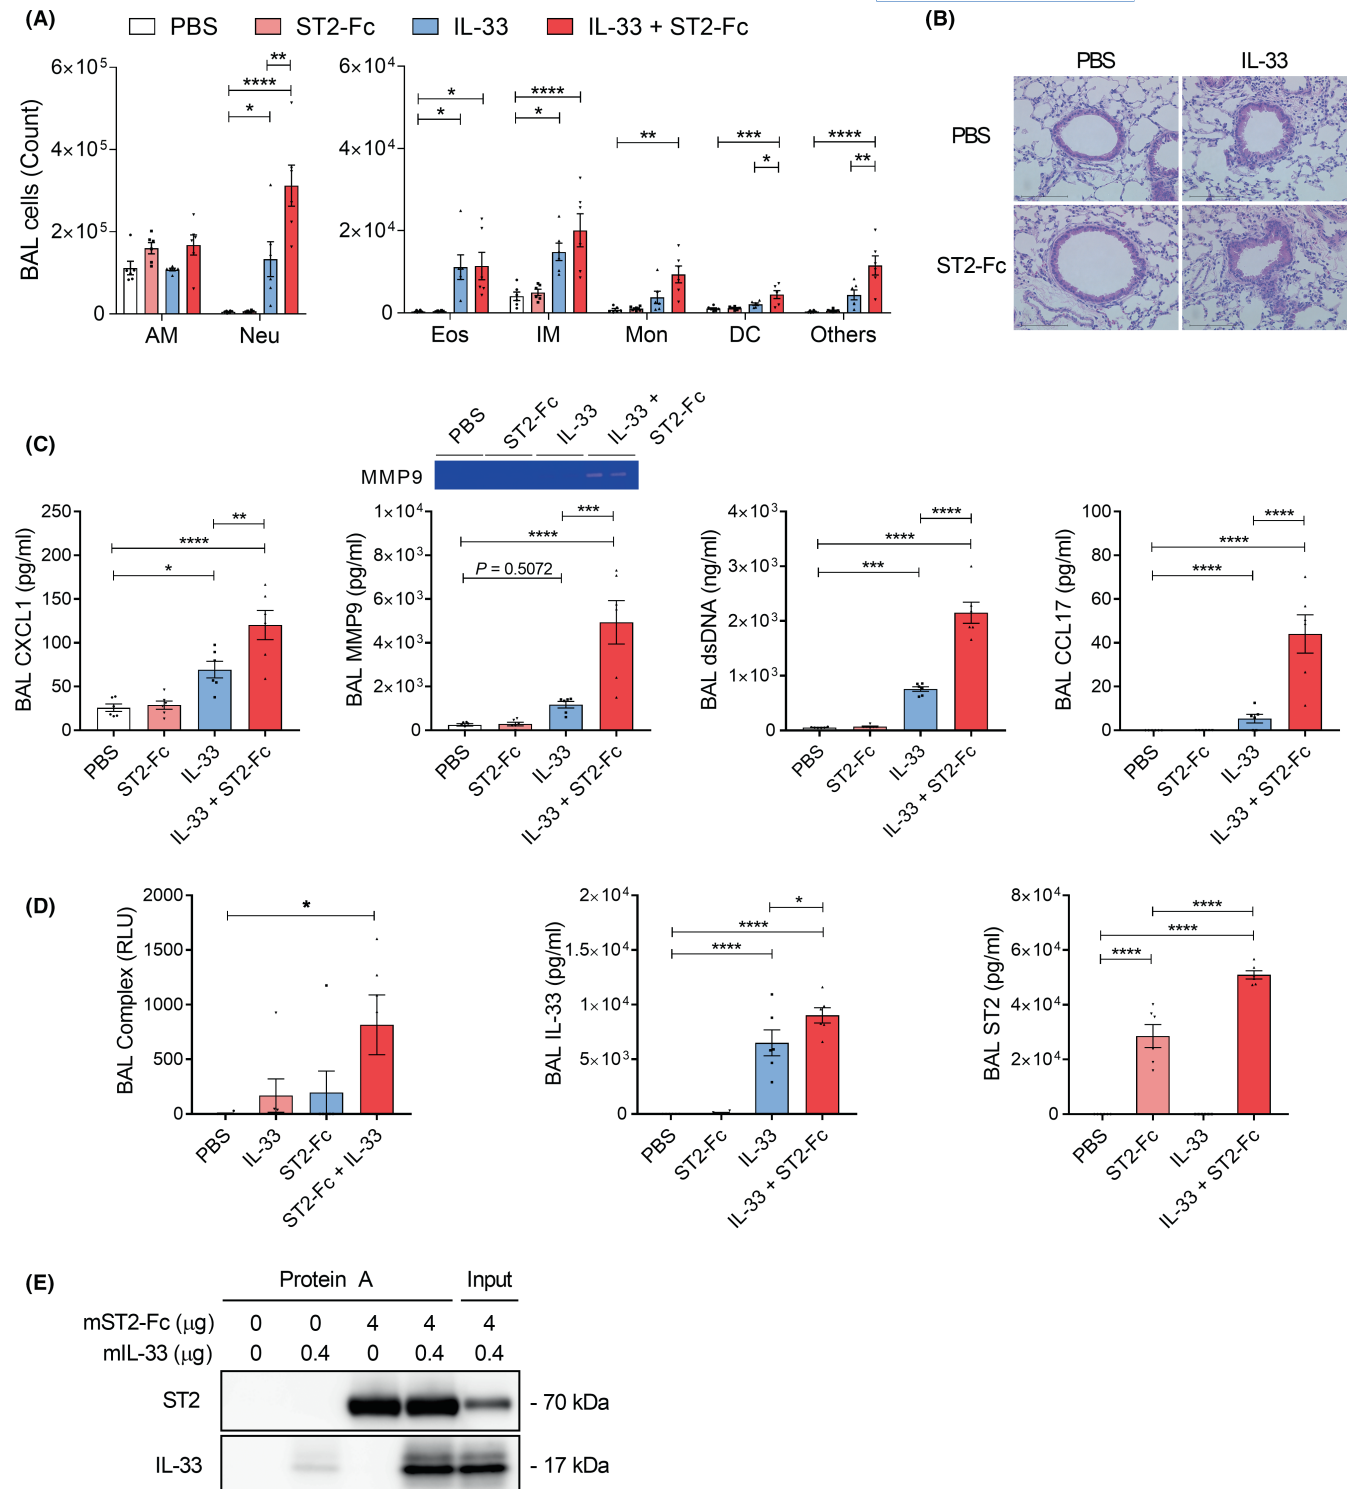 (A)
PBS ST2-Fc IL-33 IL-33 + ST2-Fc
BAL cells (Count)
6×10⁵
4×10⁵
2×10⁵
0
** **** *
AM Neu
6×10⁴
4×10⁴
2×10⁴
0
* * **** * ** *** * **** **
Eos IM Mon DC Others
(B)
PBS IL-33
PBS
ST2-Fc
(C)
PBS ST2-Fc IL-33 IL-33 + ST2-Fc
MMP9
BAL CXCL1 (pg/ml)
250
200
150
100
50
0
** **** *
PBS ST2-Fc IL-33 IL-33 + ST2-Fc
BAL MMP9 (pg/ml)
1×10⁴
8×10³
6×10³
4×10³
2×10³
0
***
****
P = 0.5072
PBS ST2-Fc IL-33 IL-33 + ST2-Fc
BAL dsDNA (ng/ml)
4×10³
3×10³
2×10³
1×10³
0
****
****
***
PBS ST2-Fc IL-33 IL-33 + ST2-Fc
BAL CCL17 (pg/ml)
100
80
60
40
20
0
****
****
****
PBS ST2-Fc IL-33 IL-33 + ST2-Fc
(D)
BAL Complex (RLU)
2000
1500
1000
500
0
*
PBS IL-33 ST2-Fc ST2-Fc + IL-33
BAL IL-33 (pg/ml)
2×10⁴
1.5×10⁴
1×10⁴
5×10³
0
*
****
****
PBS ST2-Fc IL-33 IL-33 + ST2-Fc
BAL ST2 (pg/ml)
8×10⁴
6×10⁴
4×10⁴
2×10⁴
0
****
****
****
PBS ST2-Fc IL-33 IL-33 + ST2-Fc
(E)
Protein A Input
mST2-Fc (µg) 0 0 4 4 4
mIL-33 (µg) 0 0.4 0 0.4 0.4
ST2 - 70 kDa
IL-33 - 17 kDa